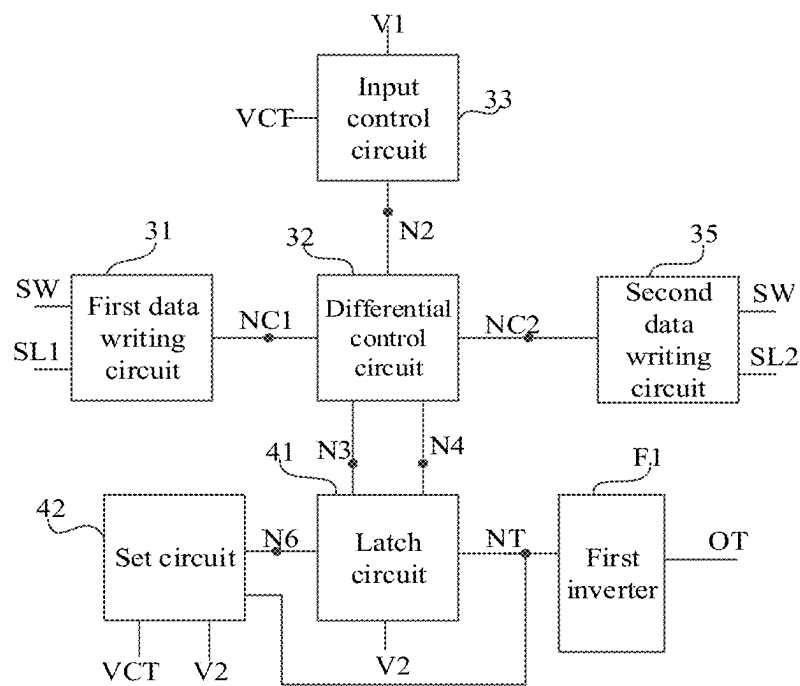 V1
Input
control
circuit
33
VCT
N2
31
32
35
SW
First data
writing
circuit
SL1
NC1
Differential
control
circuit
NC2
Second
data
writing
circuit
SW
SL2
N3
N4
41
F1
42
Set circuit
N6
Latch
circuit
NT
First
inverter
OT
VCT
V2
V2